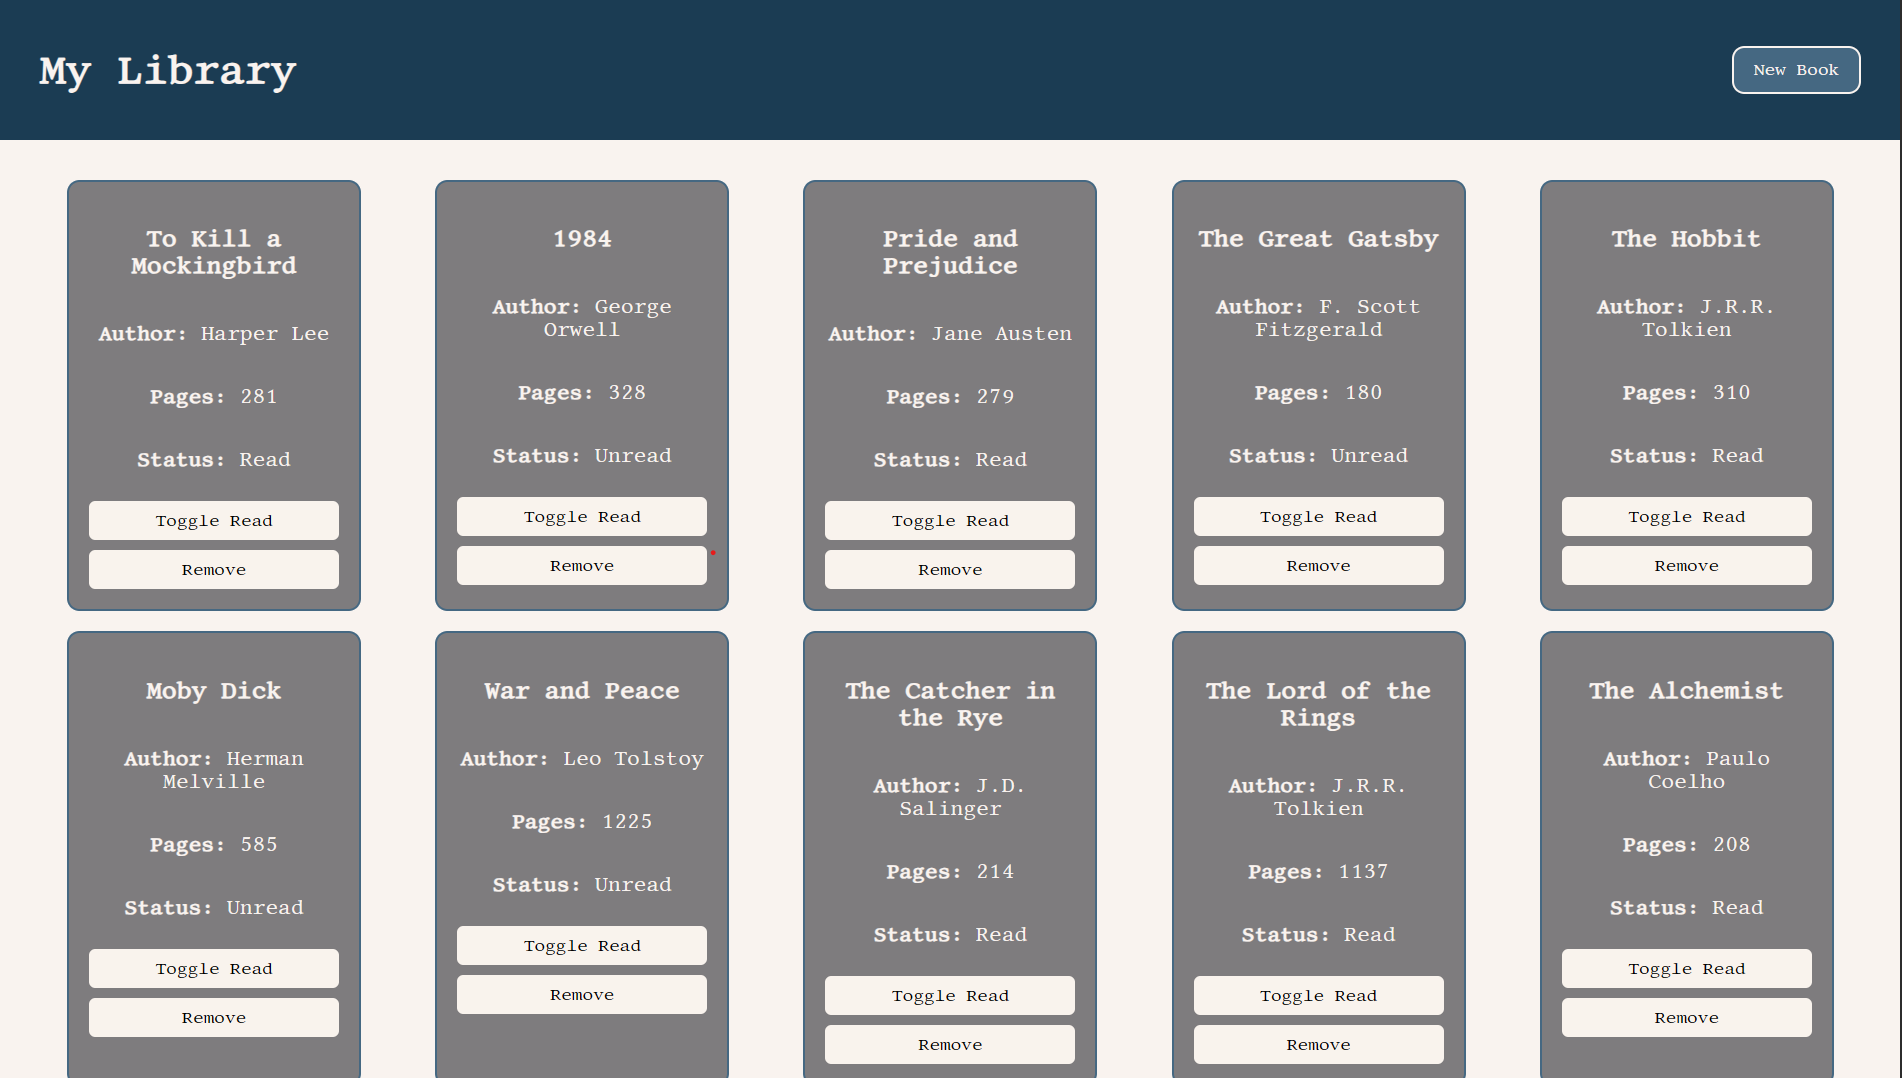 My Library
New Book
To Kill a
Mockingbird
Author: Harper Lee
Pages: 281
Status: Read
Toggle Read
Remove
1984
Author: George
Orwell
Pages: 328
Status: Unread
Toggle Read
Remove
Pride and
Prejudice
Author: Jane Austen
Pages: 279
Status: Read
Toggle Read
Remove
The Great Gatsby
Author: F. Scott
Fitzgerald
Pages: 180
Status: Unread
Toggle Read
Remove
The Hobbit
Author: J.R.R.
Tolkien
Pages: 310
Status: Read
Toggle Read
Remove
Moby Dick
Author: Herman
Melville
Pages: 585
Status: Unread
Toggle Read
Remove
War and Peace
Author: Leo Tolstoy
Pages: 1225
Status: Unread
Toggle Read
Remove
The Catcher in
the Rye
Author: J.D.
Salinger
Pages: 214
Status: Read
Toggle Read
Remove
The Lord of the
Rings
Author: J.R.R.
Tolkien
Pages: 1137
Status: Read
Toggle Read
Remove
The Alchemist
Author: Paulo
Coelho
Pages: 208
Status: Read
Toggle Read
Remove